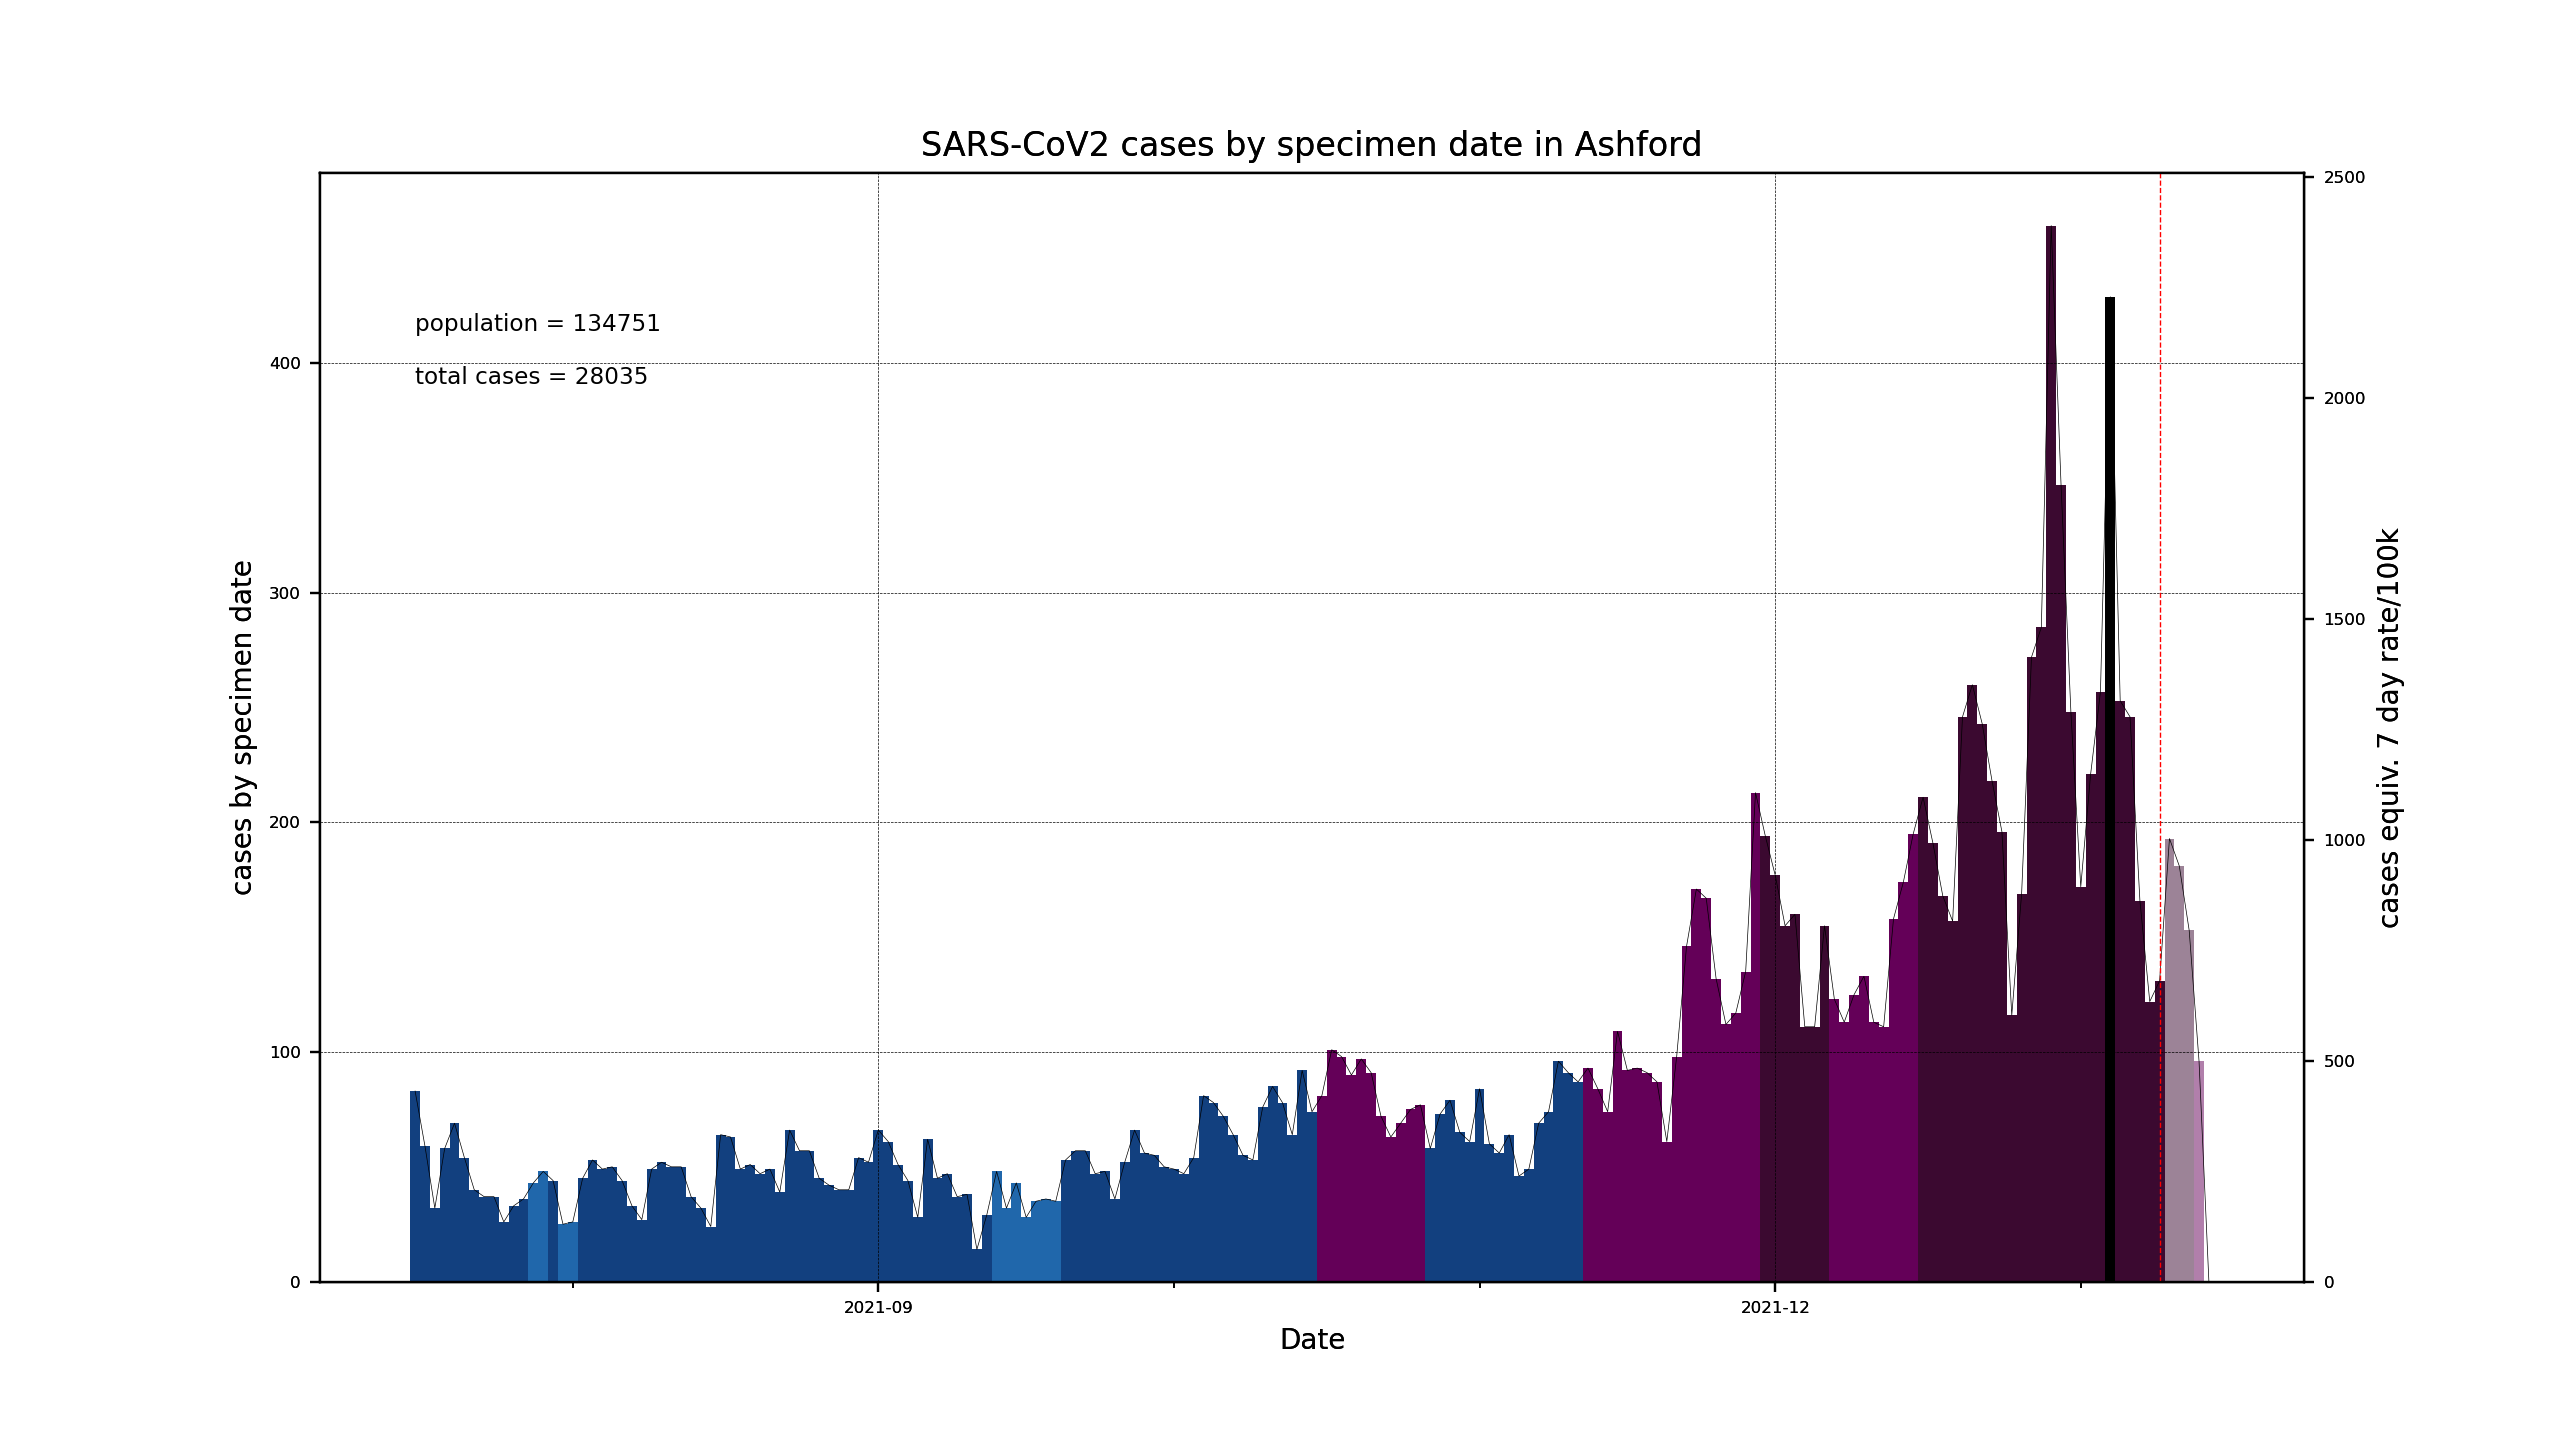 SARS-CoV2 cases by specimen date in Ashford
population = 134751
total cases = 28035
cases by specimen date
400
300
200
100
0
2500
2000
1500
1000
500
0
cases equiv. 7 day rate/100k
2021-09
2021-12
Date